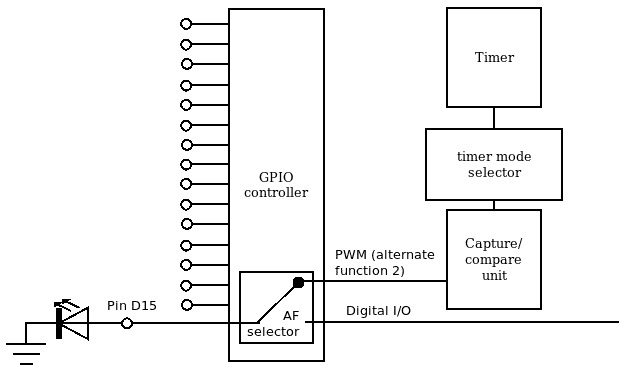 Timer
timer mode
selector
GPIO
controller
Capture/
compare
unit
PWM (alternate
function 2)
Pin D15
AF
selector
Digital I/O